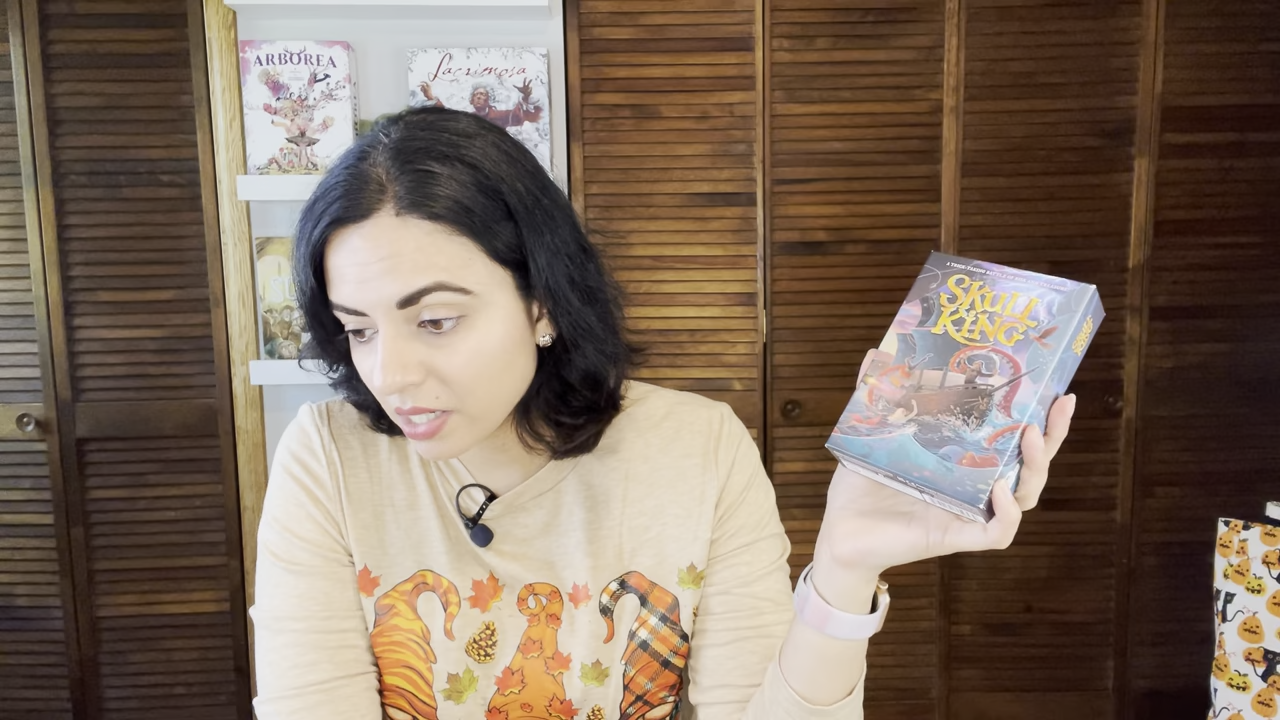 ARBOREA
Lacrimosa
A TRICK-TAKING BATTLE
SKULL
KING